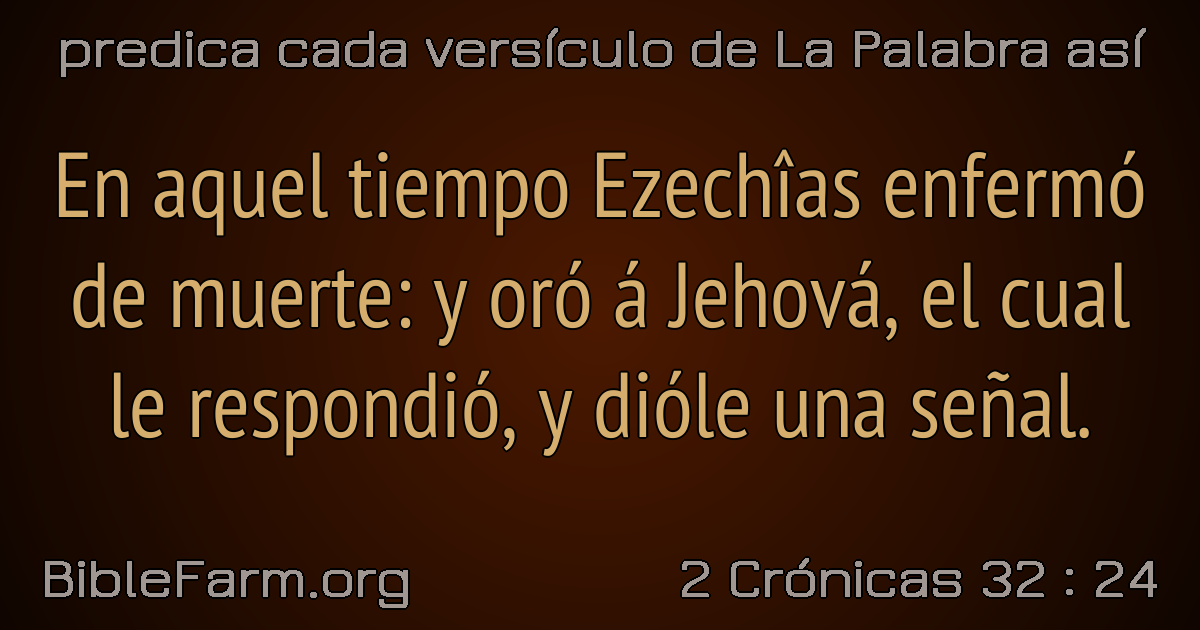 predica cada versículo de La Palabra así
En aquel tiempo Ezechîas enfermó
de muerte: y oró á Jehová, el cual
le respondió, y dióle una señal.
BibleFarm.org
2 Crónicas 32 : 24